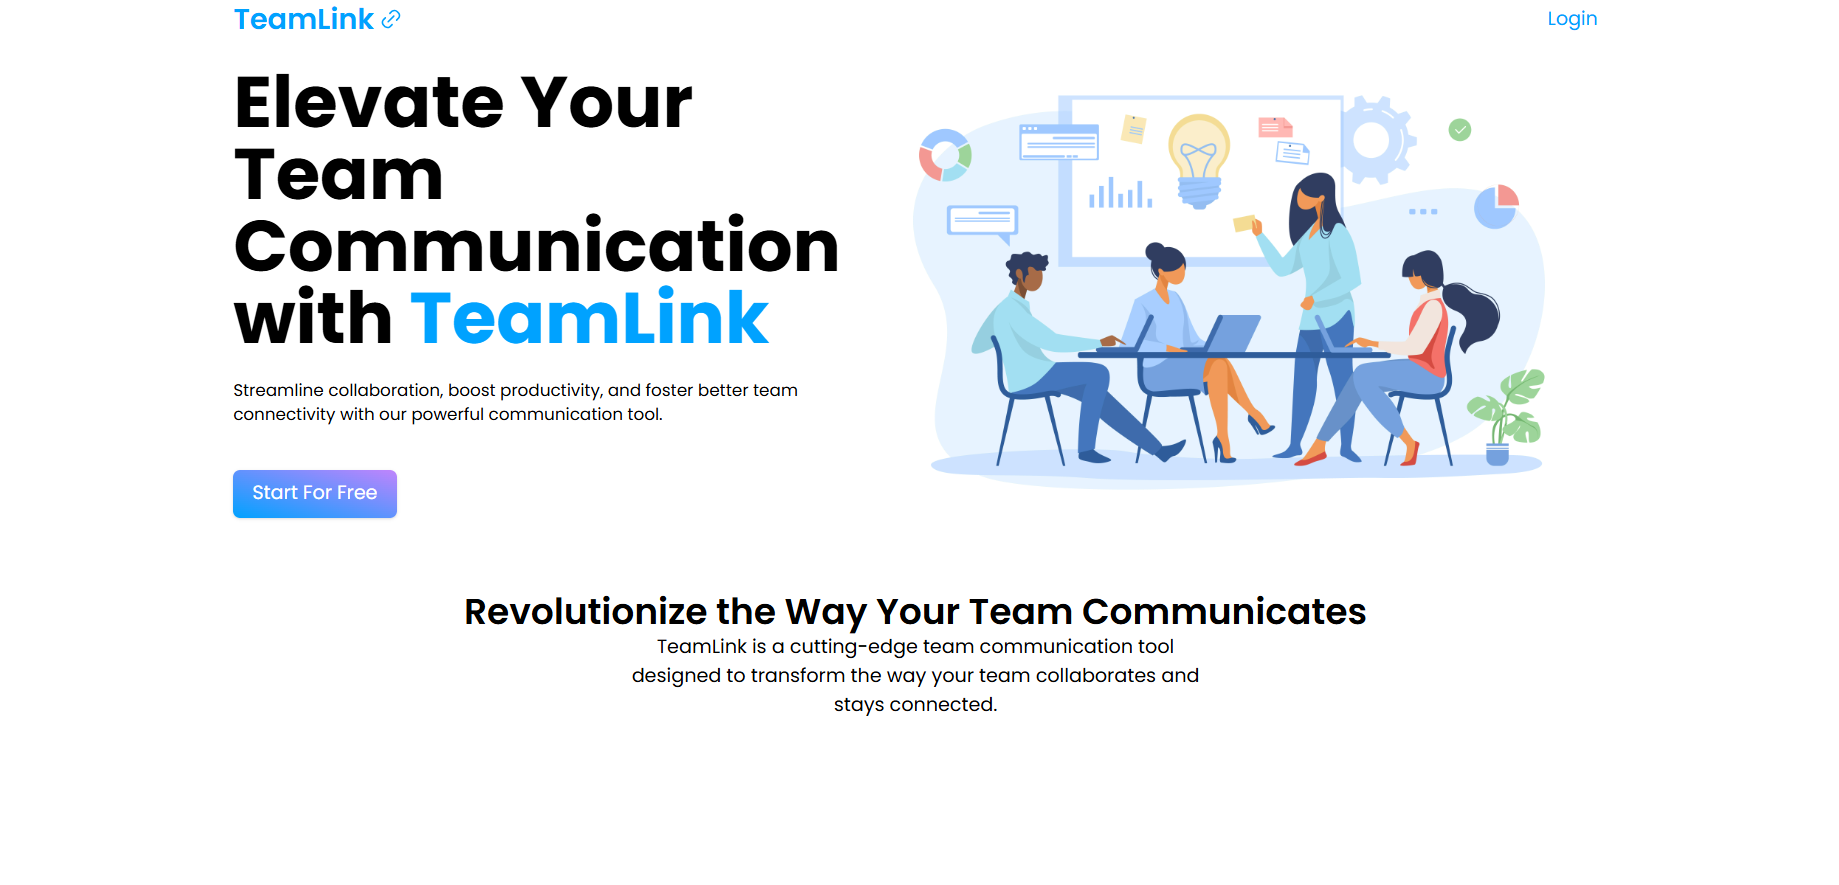 TeamLink
Login
Elevate Your
Team
Communication
with TeamLink
Streamline collaboration, boost productivity, and foster better team
connectivity with our powerful communication tool.
Start For Free
Revolutionize the Way Your Team Communicates
TeamLink is a cutting-edge team communication tool
designed to transform the way your team collaborates and
stays connected.